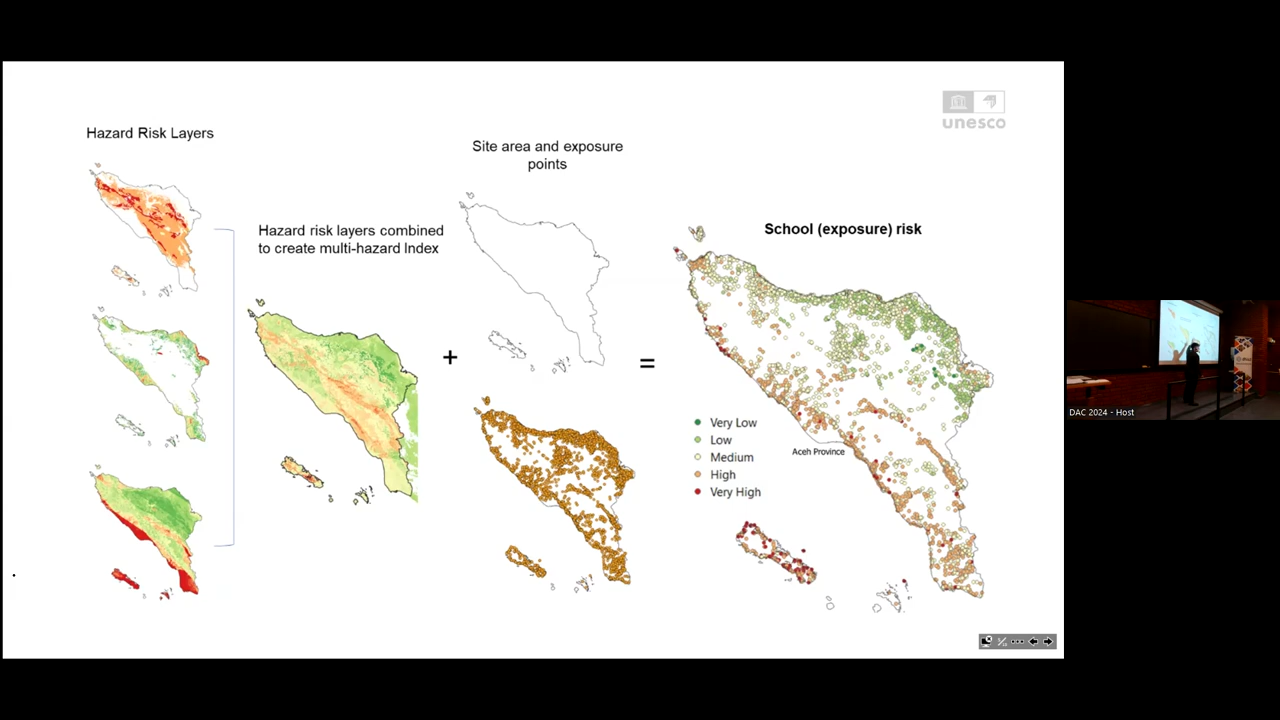 unesco
Hazard Risk Layers
Site area and exposure
points
Hazard risk layers combined
to create multi-hazard Index
School (exposure) risk
+
=
Very Low
Low
Medium
High
Very High
Aceh Province
DAC 2024 - Host